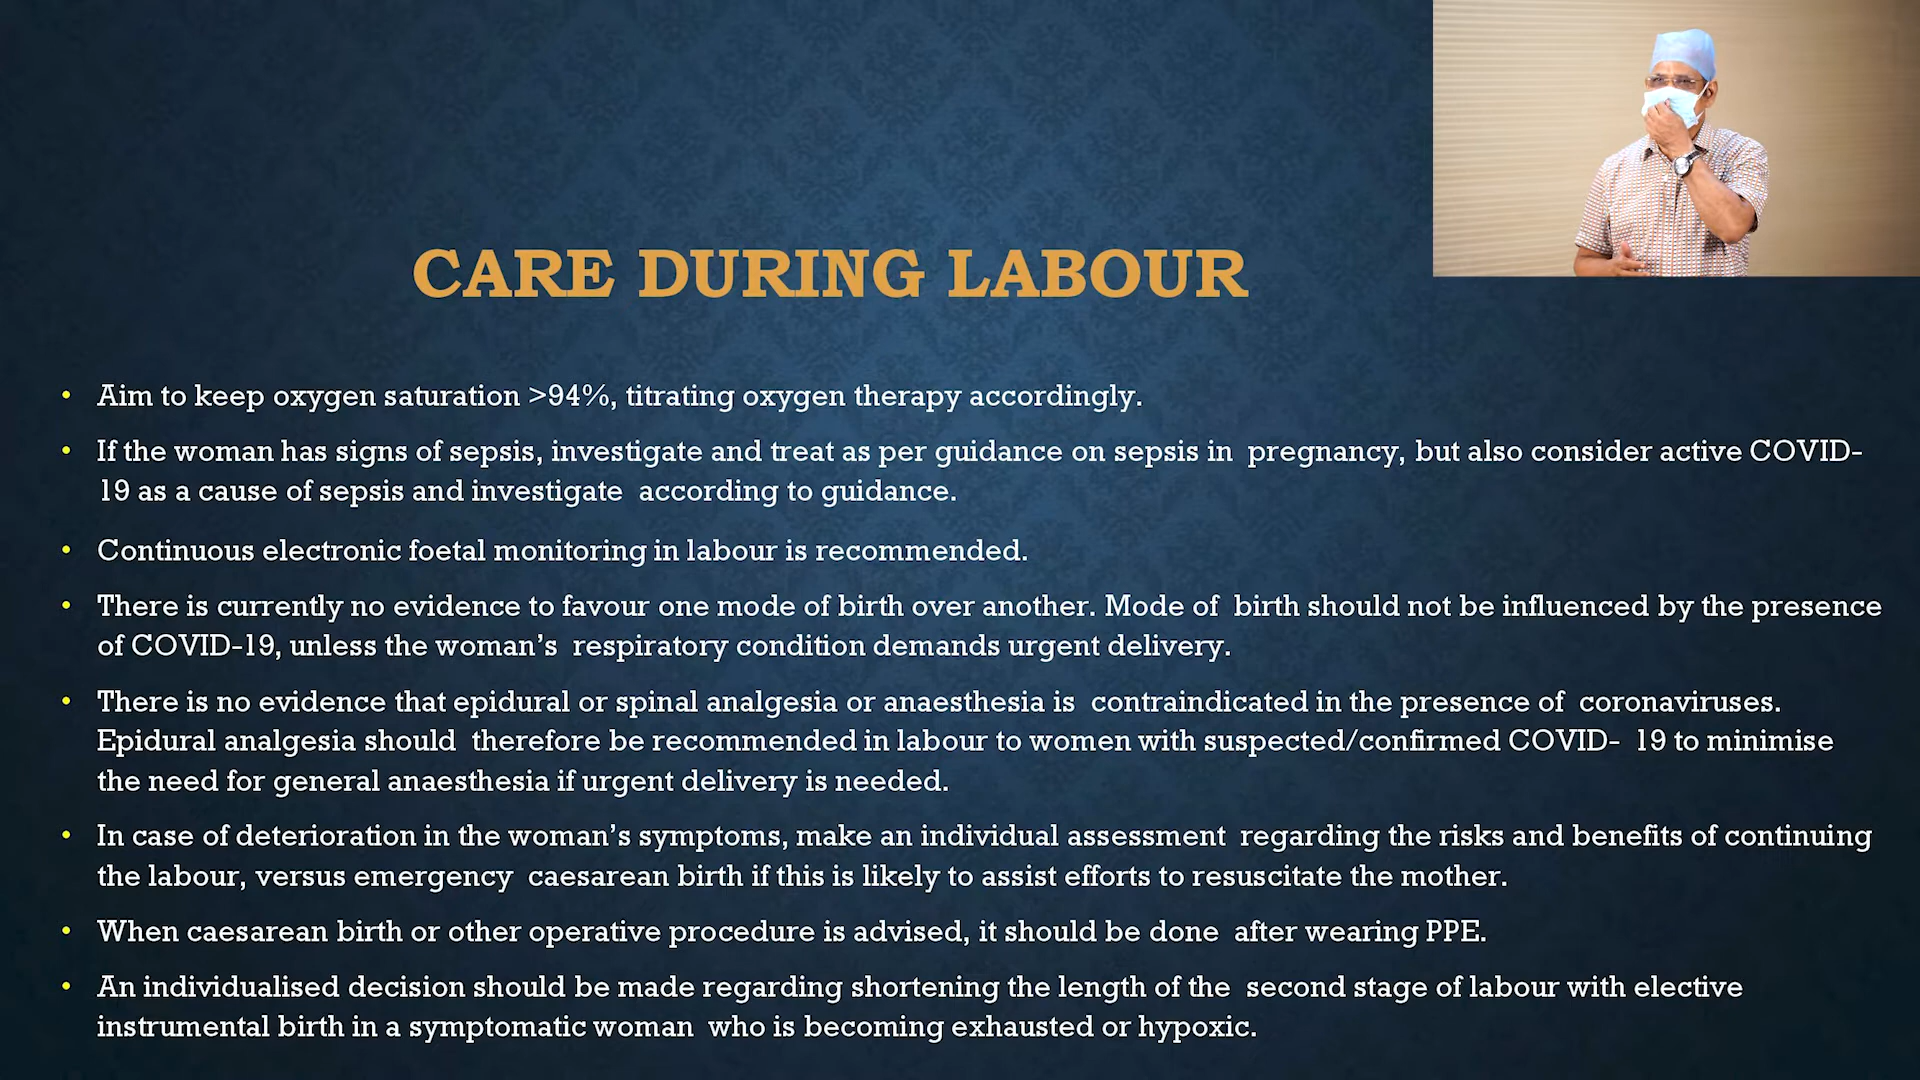 CARE DURING LABOUR
• Aim to keep oxygen saturation >94%, titrating oxygen therapy accordingly.
• If the woman has signs of sepsis, investigate and treat as per guidance on sepsis in pregnancy, but also consider active COVID-
19 as a cause of sepsis and investigate according to guidance.
• Continuous electronic foetal monitoring in labour is recommended.
• There is currently no evidence to favour one mode of birth over another. Mode of birth should not be influenced by the presence
of COVID-19, unless the woman's respiratory condition demands urgent delivery.
• There is no evidence that epidural or spinal analgesia or anaesthesia is contraindicated in the presence of coronaviruses.
Epidural analgesia should therefore be recommended in labour to women with suspected/confirmed COVID- 19 to minimise
the need for general anaesthesia if urgent delivery is needed.
• In case of deterioration in the woman's symptoms, make an individual assessment regarding the risks and benefits of continuing
the labour, versus emergency caesarean birth if this is likely to assist efforts to resuscitate the mother.
• When caesarean birth or other operative procedure is advised, it should be done after wearing PPE.
• An individualised decision should be made regarding shortening the length of the second stage of labour with elective
instrumental birth in a symptomatic woman who is becoming exhausted or hypoxic.